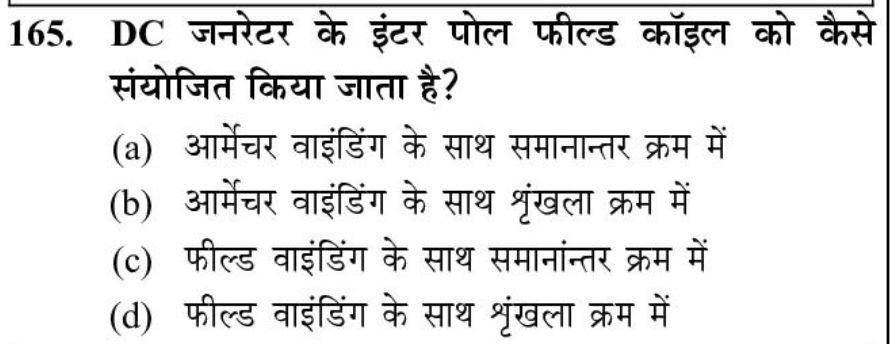 165. DC जनरेटर के इंटर पोल फील्ड कॉइल को कैसे
संयोजित किया जाता है?
(a) आर्मेचर वाइंडिंग के साथ समानान्तर क्रम में
(b) आर्मेचर वाइंडिंग के साथ शृंखला क्रम में
(c) फील्ड वाइंडिंग के साथ समानांन्तर क्रम में
(d) फील्ड वाइंडिंग के साथ शृंखला क्रम में